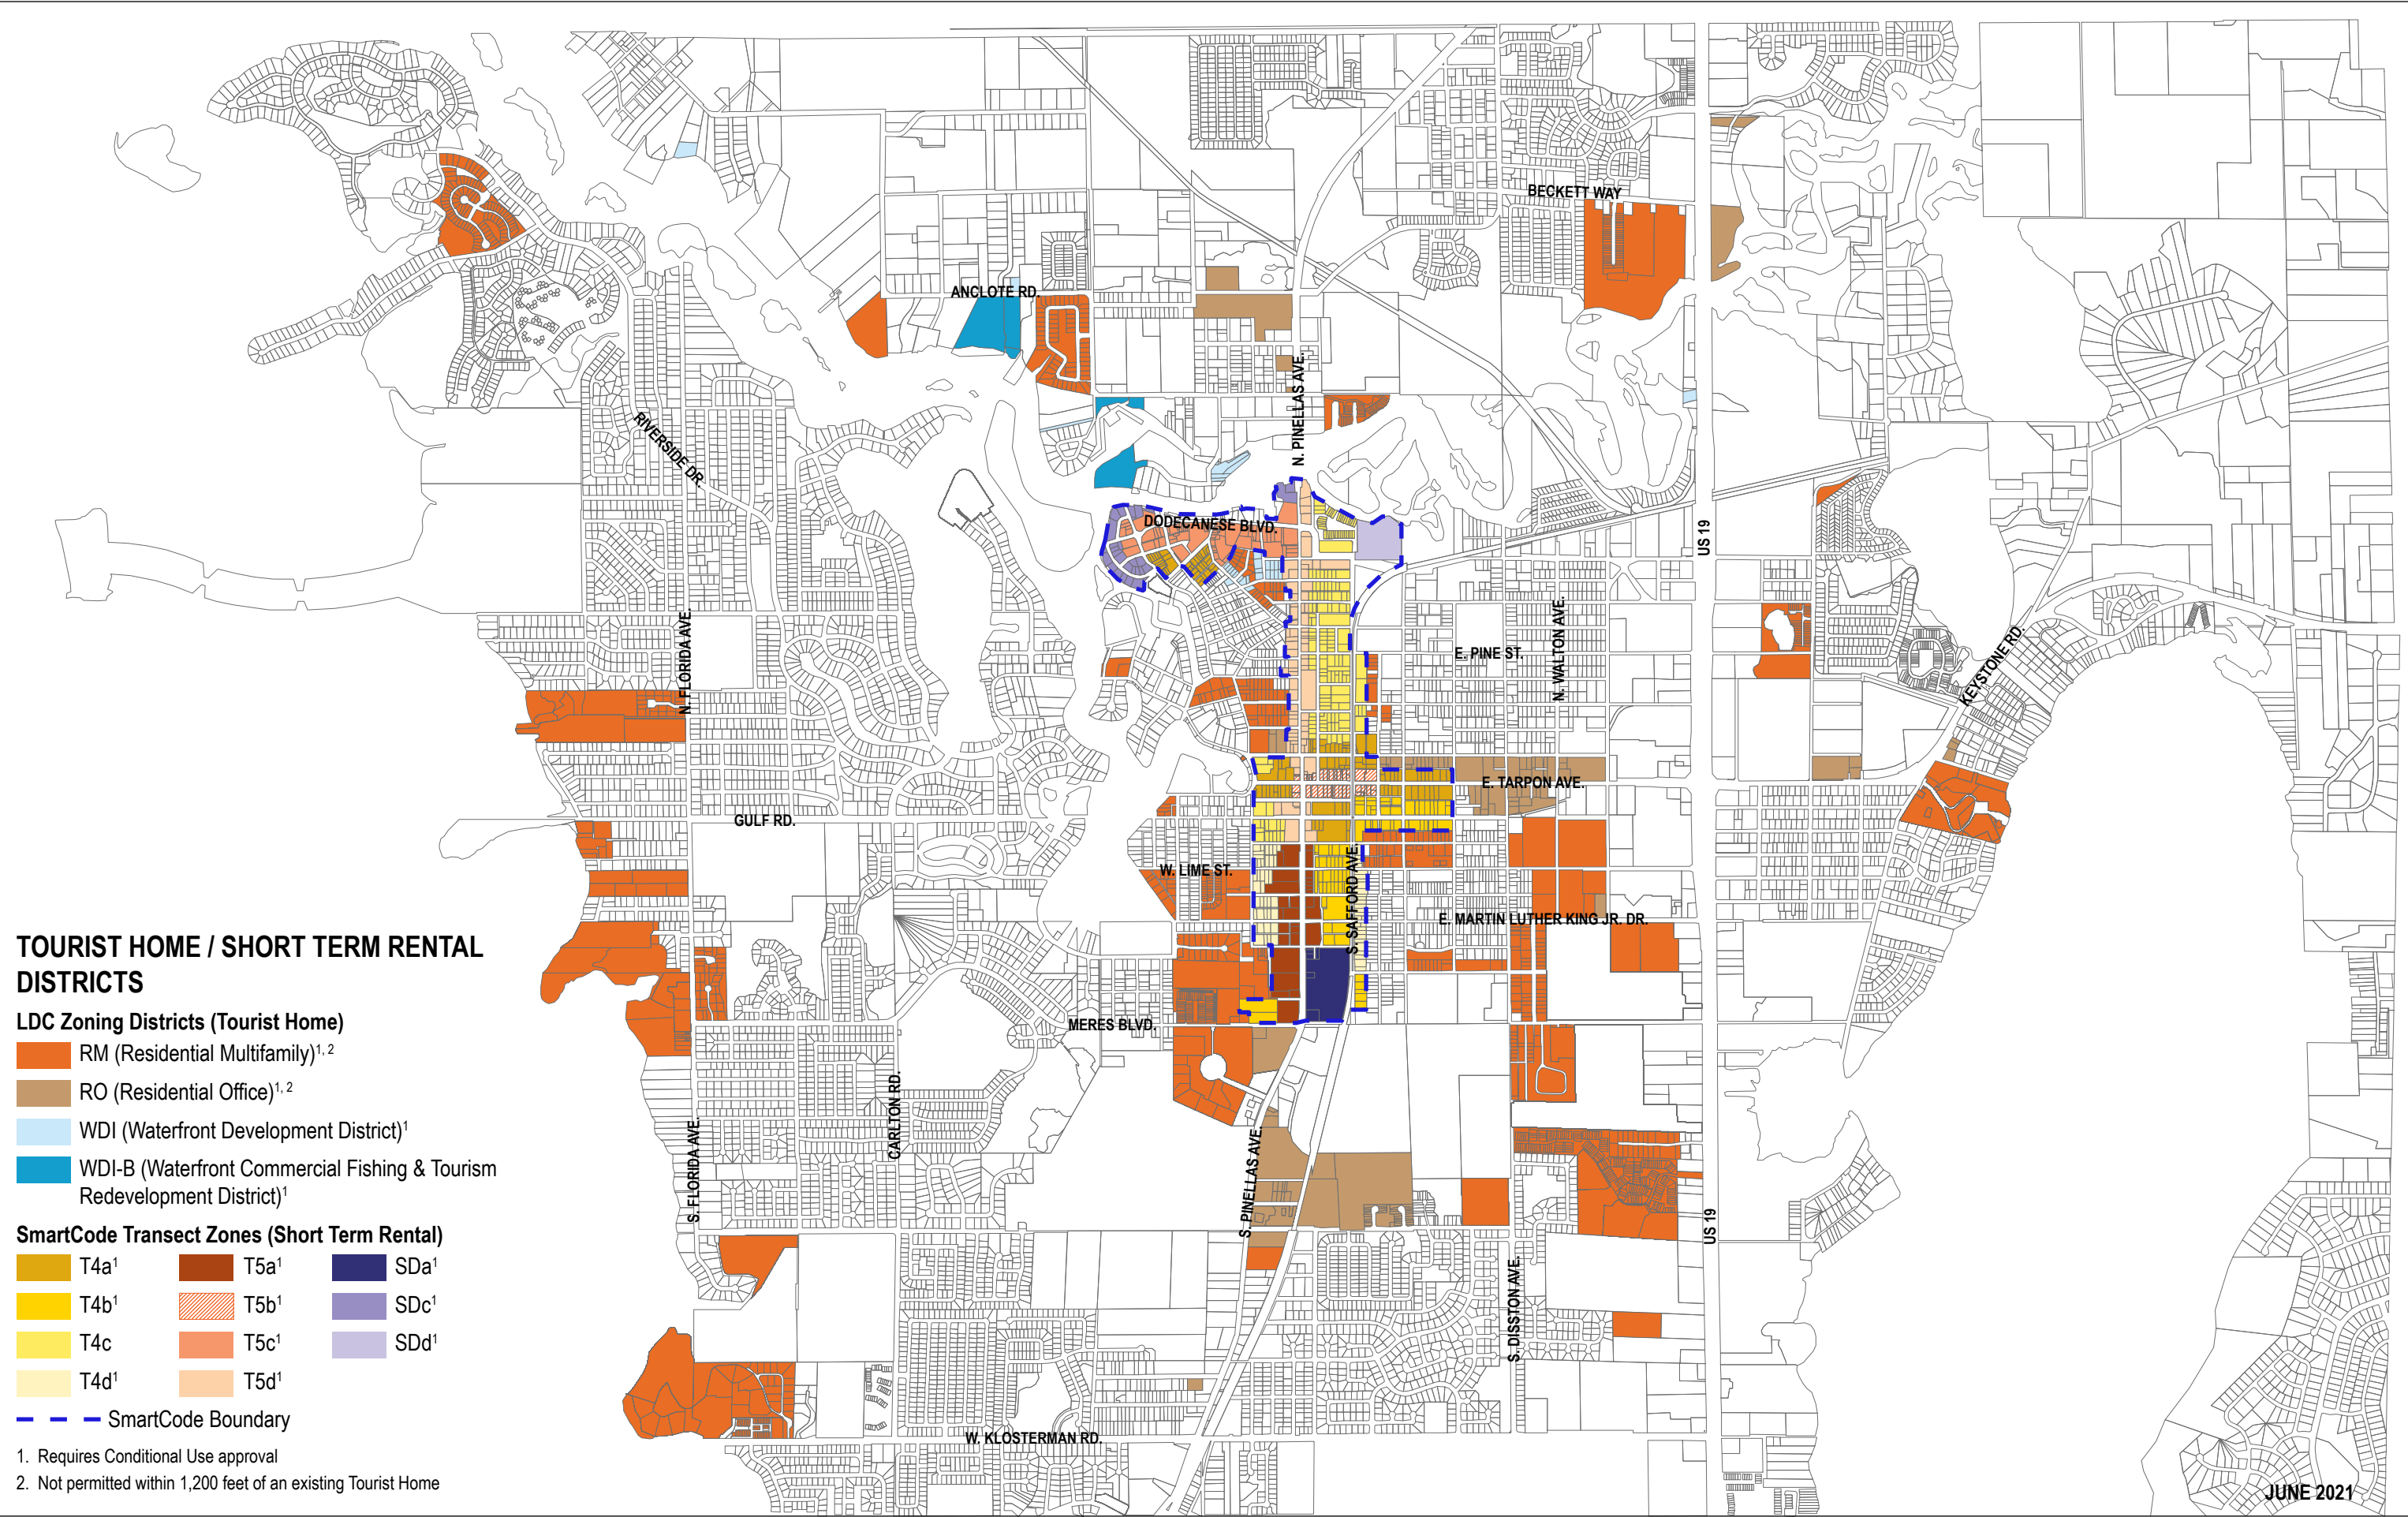 BECKETT WAY
ANCLOTE RD.
N. PINELLAS AVE.
RIVERSIDE DR.
DODECANESE BLVD.
US 19
N. FLORIDA AVE.
N. WALTON AVE.
E. PINE ST.
KEYSTONE RD.
E. TARPON AVE.
GULF RD.
W. LIME ST.
S. SAFFORD AVE.
E. MARTIN LUTHER KING JR. DR.
MERES BLVD.
CARLTON RD.
S. FLORIDA AVE.
S. PINELLAS AVE.
US 19
S. DISSTON AVE.
W. KLOSTERMAN RD.
TOURIST HOME / SHORT TERM RENTAL
DISTRICTS
LDC Zoning Districts (Tourist Home)
RM (Residential Multifamily)1, 2
RO (Residential Office)1, 2
WDI (Waterfront Development District)1
WDI-B (Waterfront Commercial Fishing & Tourism
Redevelopment District)1
SmartCode Transect Zones (Short Term Rental)
T4a1 T5a1 SDa1
T4b1 T5b1 SDc1
T4c T5c1 SDd1
T4d1 T5d1
SmartCode Boundary
1. Requires Conditional Use approval
2. Not permitted within 1,200 feet of an existing Tourist Home
JUNE 2021